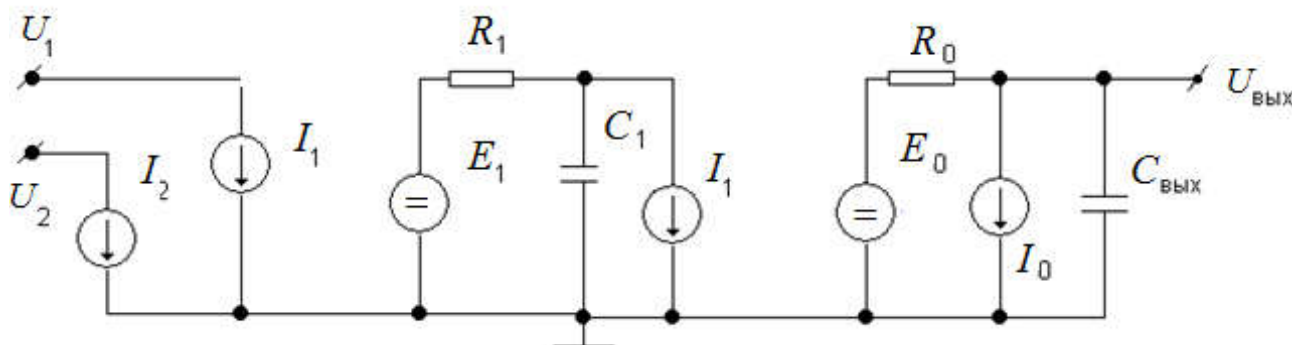 U₁
R₁
R₀
U₂
I₂
I₁
E₁
=
C₁
I₁
E₀
=
I₀
Cвых
Uвых